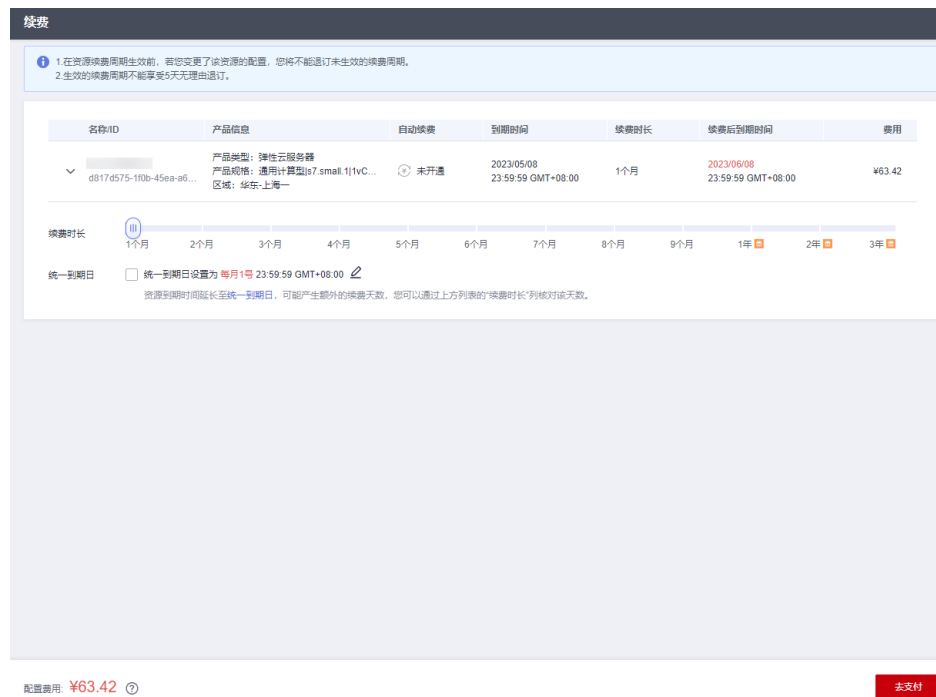 续费
1.在资源续费周期生效前，若您变更了该资源的配置，您将不能退订未生效的续费周期。
2.生效的续费周期不能享受5天无理由退订。
名称/ID 产品信息 自动续费 到期时间 续费时长 续费后到期时间 费用
产品类型：弹性云服务器
d817d575-1f0b-45ea-a6... 产品规格：通用计算型|s7.small.1|1vC... 未开通 2023/05/08 1个月 2023/06/08 ¥63.42
区域：华东-上海一 23:59:59 GMT+08:00 23:59:59 GMT+08:00
续费时长
1个月 2个月 3个月 4个月 5个月 6个月 7个月 8个月 9个月 1年 2年 3年
统一到期日 统一到期日设置为 每月1号 23:59:59 GMT+08:00
资源到期时间延长至统一到期日，可能产生额外的续费天数，您可以通过上方列表的“续费时长”列核对该天数。
配置费用: ¥63.42
去支付